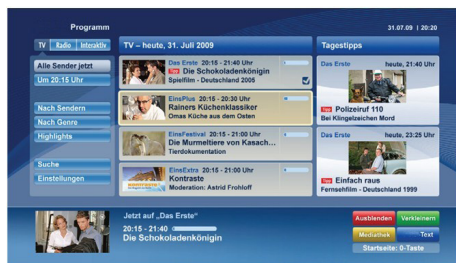 Programm
31.07.09 | 20:20
TV Radio Interaktiv
Alle Sender jetzt
Um 20:15 Uhr
Nach Sendern
Nach Genre
Highlights
Suche
Einstellungen
TV – heute, 31. Juli 2009
Das Erste 20:15 - 21:40 Uhr
Tipp Die Schokoladenkönigin
Spielfilm - Deutschland 2005
EinsPlus 20:15 - 20:30 Uhr
Rainers Küchenklassiker
Omas Küche aus dem Osten
EinsFestival 20:15 - 21:00 Uhr
Die Murmeltiere von Kasach...
Tierdokumentation
EinsExtra 20:15 - 21:00 Uhr
Kontraste
Moderation: Astrid Frohloff
Tagestipps
Das Erste heute, 21:40 Uhr
Tipp Polizeiruf 110
Bei Klingelzeichen Mord
Das Erste heute, 23:25 Uhr
Tipp Einfach raus
Fernsehfilm - Deutschland 1999
Jetzt auf „Das Erste“
20:15 - 21:40
Die Schokoladenkönigin
Ausblenden Verkleinern
Mediathek Text
Startseite: 0-Taste